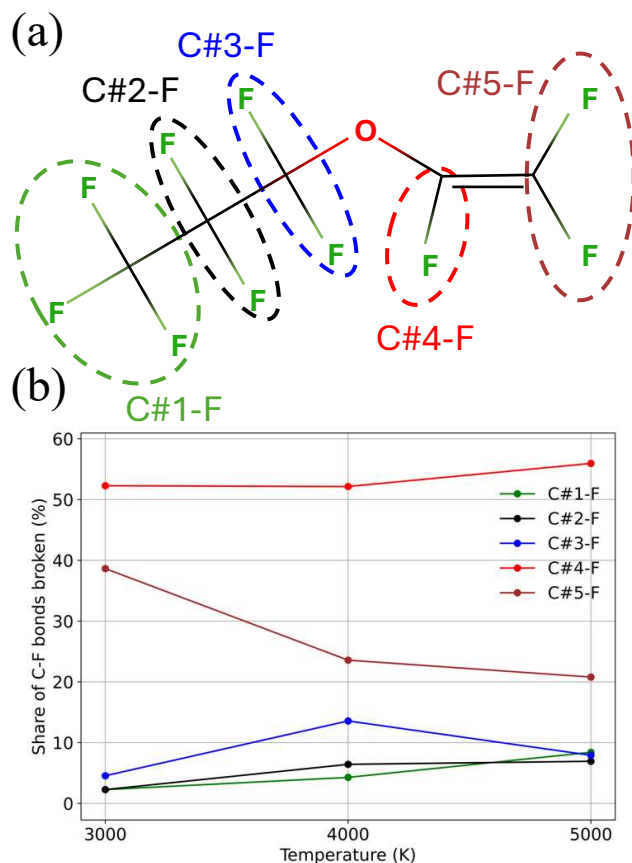 (a)
C#3-F
C#5-F
C#2-F
F
F
O
F
F
F
F
F
F
F
F
C#4-F
F
C#1-F
(b)
60
50
40
30
20
10
0
Share of C-F bonds broken (%)
C#1-F
C#2-F
C#3-F
C#4-F
C#5-F
3000
4000
5000
Temperature (K)